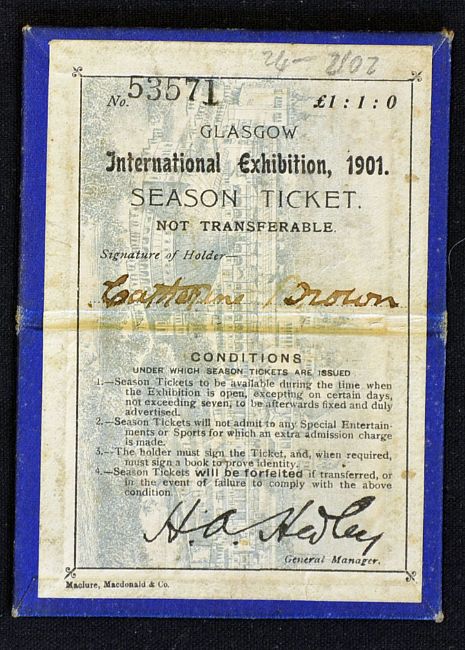 24 - 2102
No. 53571 £1 : 1 : 0
GLASGOW
International Exhibition, 1901.
SEASON TICKET.
NOT TRANSFERABLE.
Signature of Holder—
Catherine Brown
CONDITIONS
UNDER WHICH SEASON TICKETS ARE ISSUED
1.—Season Tickets to be available during the time when
the Exhibition is open, excepting on certain days,
not exceeding seven, to be afterwards fixed and duly
advertised.
2.—Season Tickets will not admit to any Special Entertain-
ments or Sports for which an extra admission charge
is made.
3.—The holder must sign the Ticket, and, when required,
must sign a book to prove identity.
4.—Season Tickets will be forfeited if transferred, or
in the event of failure to comply with the above
condition.
H. A. Hedley
General Manager.
Maclure, Macdonald & Co.